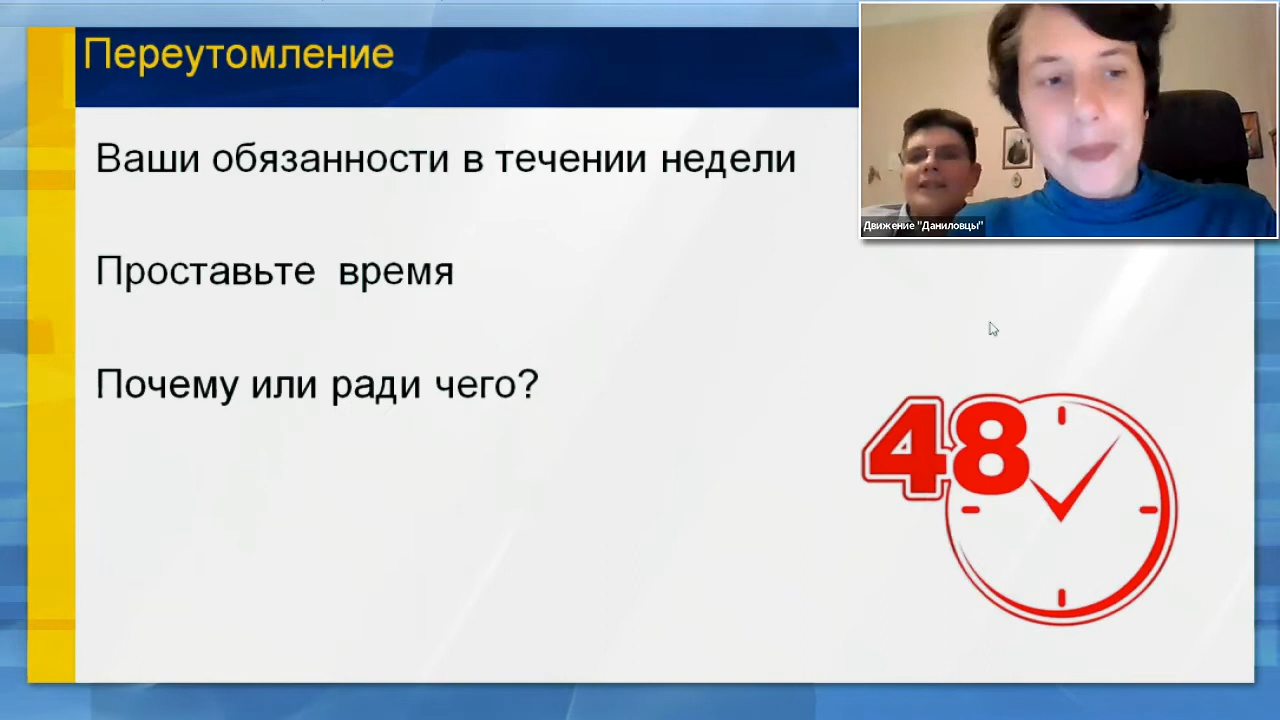 Переутомление
Ваши обязанности в течении недели
Проставьте время
Почему или ради чего?
48
Движение "Даниловцы"